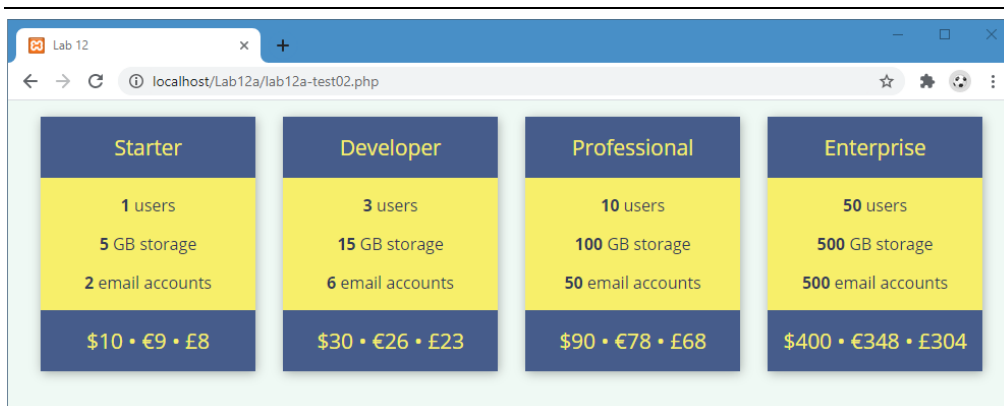 Lab 12
localhost/Lab12a/lab12a-test02.php
Starter
1 users
5 GB storage
2 email accounts
$10 • €9 • £8
Developer
3 users
15 GB storage
6 email accounts
$30 • €26 • £23
Professional
10 users
100 GB storage
50 email accounts
$90 • €78 • £68
Enterprise
50 users
500 GB storage
500 email accounts
$400 • €348 • £304